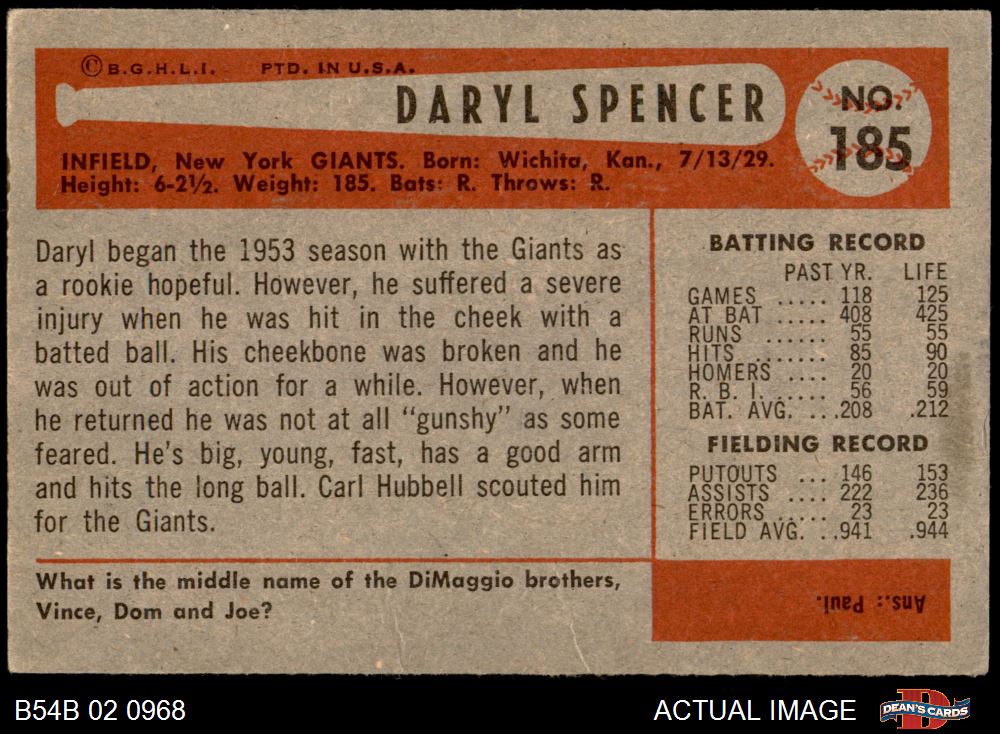 © B.G.H.L.I. PTD. IN U.S.A.
DARYL SPENCER
NO.
185
INFIELD, New York GIANTS. Born: Wichita, Kan., 7/13/29.
Height: 6-2½. Weight: 185. Bats: R. Throws: R.
Daryl began the 1953 season with the Giants as
a rookie hopeful. However, he suffered a severe
injury when he was hit in the cheek with a
batted ball. His cheekbone was broken and he
was out of action for a while. However, when
he returned he was not at all "gunshy" as some
feared. He's big, young, fast, has a good arm
and hits the long ball. Carl Hubbell scouted him
for the Giants.
BATTING RECORD
PAST YR. LIFE
GAMES ..... 118 125
AT BAT ..... 408 425
RUNS ...... 55 55
HITS ....... 85 90
HOMERS .... 20 20
R. B. I. ..... 56 59
BAT. AVG. ...208 .212
FIELDING RECORD
PUTOUTS ... 146 153
ASSISTS .... 222 236
ERRORS ..... 23 23
FIELD AVG. ..941 .944
What is the middle name of the DiMaggio brothers,
Vince, Dom and Joe?
Ans.: Paul.
B54B 02 0968
ACTUAL IMAGE
D
DEAN'S CARDS